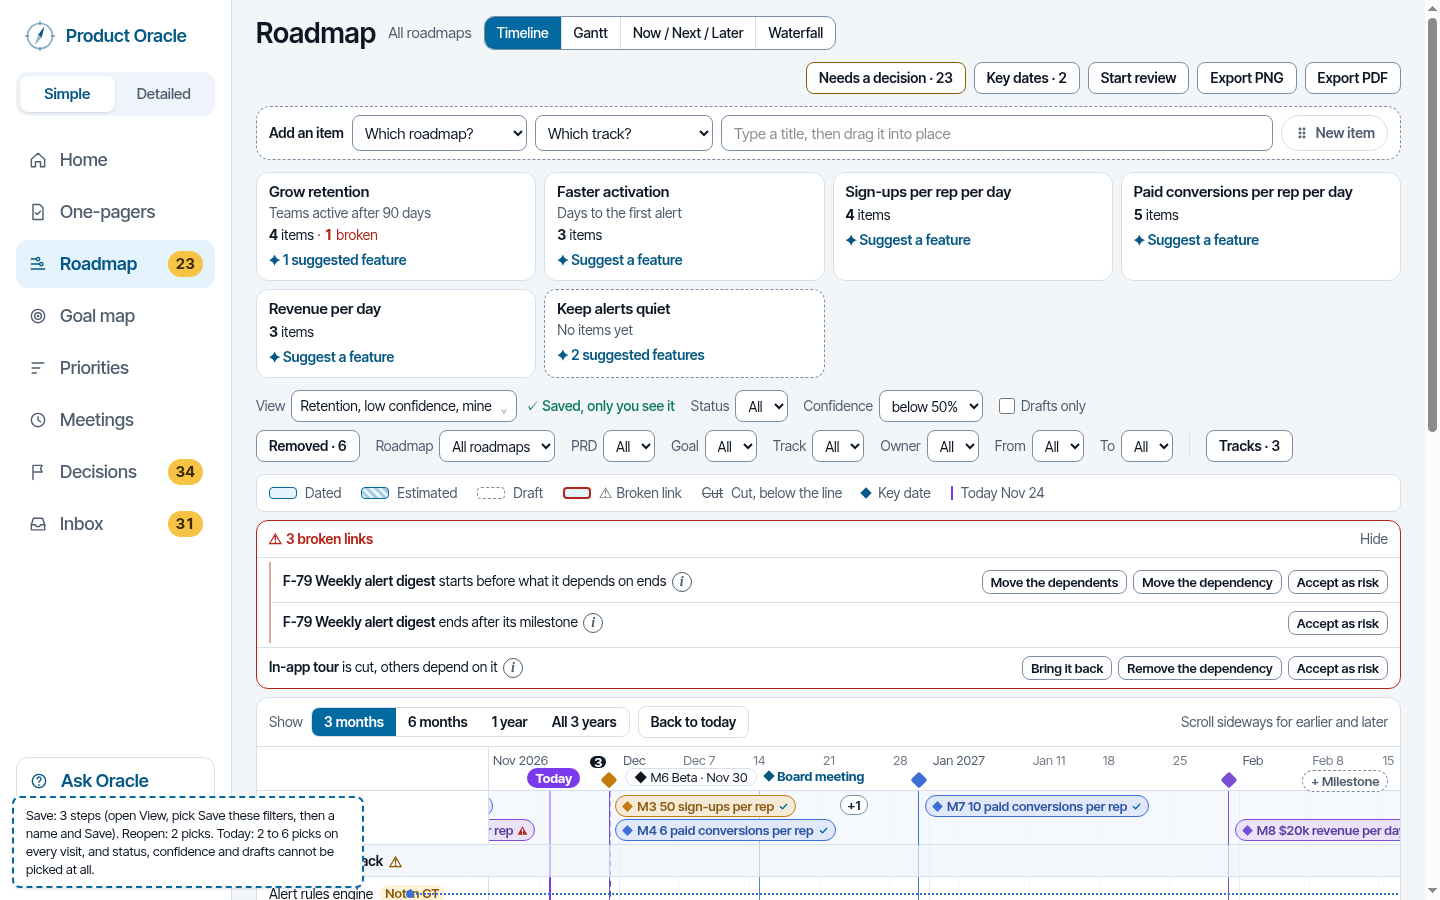 Product Oracle
Simple
Detailed
Home
One-pagers
Roadmap 23
Goal map
Priorities
Meetings
Decisions 34
Inbox 31
Ask Oracle
Save: 3 steps (open View, pick Save these filters, then a
name and Save). Reopen: 2 picks. Today: 2 to 6 picks on
every visit, and status, confidence and drafts cannot be
picked at all.
Roadmap All roadmaps Timeline Gantt Now / Next / Later Waterfall
Needs a decision · 23 Key dates · 2 Start review Export PNG Export PDF
Add an item Which roadmap? Which track? Type a title, then drag it into place New item
Grow retention
Teams active after 90 days
4 items · 1 broken
1 suggested feature
Faster activation
Days to the first alert
3 items
Suggest a feature
Sign-ups per rep per day
4 items
Suggest a feature
Paid conversions per rep per day
5 items
Suggest a feature
Revenue per day
3 items
Suggest a feature
Keep alerts quiet
No items yet
2 suggested features
View Retention, low confidence, mine ✓ Saved, only you see it Status All Confidence below 50% Drafts only
Removed · 6 Roadmap All roadmaps PRD All Goal All Track All Owner All From All To All Tracks · 3
Dated Estimated Draft ⚠ Broken link Cut Cut, below the line Key date Today Nov 24
⚠ 3 broken links Hide
F-79 Weekly alert digest starts before what it depends on ends i Move the dependents Move the dependency Accept as risk
F-79 Weekly alert digest ends after its milestone i Accept as risk
In-app tour is cut, others depend on it i Bring it back Remove the dependency Accept as risk
Show 3 months 6 months 1 year All 3 years Back to today Scroll sideways for earlier and later
Nov 2026 3 Dec Dec 7 14 21 28 Jan 2027 Jan 11 18 25 Feb Feb 8 15
Today M6 Beta · Nov 30 Board meeting + Milestone
M3 50 sign-ups per rep ✓ +1 M7 10 paid conversions per rep ✓
rep M4 6 paid conversions per rep ✓ M8 $20k revenue per day
Alert rules engine Not in GT